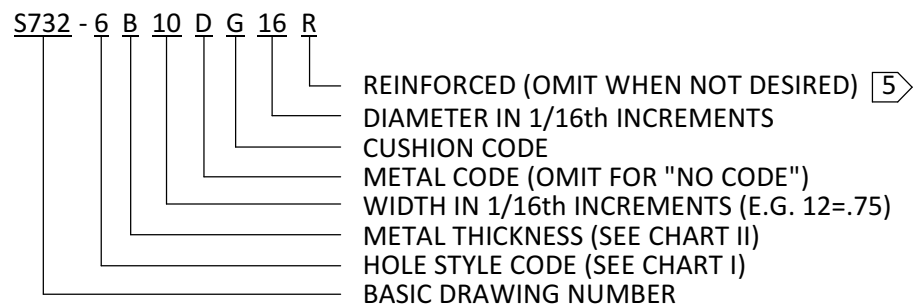 S732 - 6 B 10 D G 16 R
REINFORCED (OMIT WHEN NOT DESIRED) 5
DIAMETER IN 1/16th INCREMENTS
CUSHION CODE
METAL CODE (OMIT FOR "NO CODE")
WIDTH IN 1/16th INCREMENTS (E.G. 12=.75)
METAL THICKNESS (SEE CHART II)
HOLE STYLE CODE (SEE CHART I)
BASIC DRAWING NUMBER